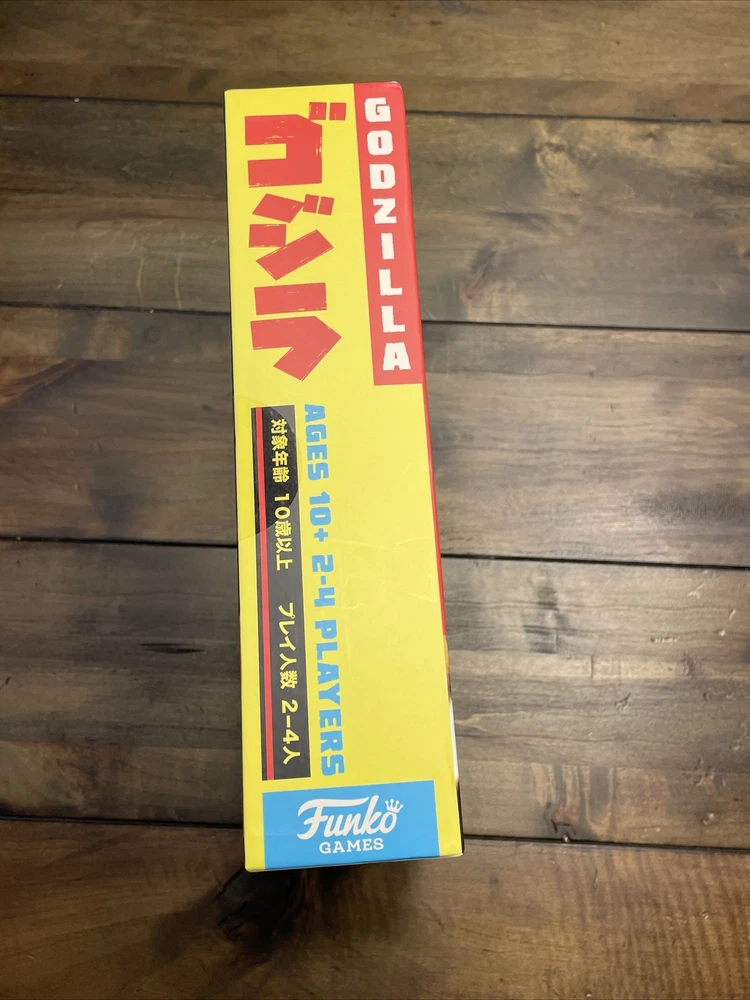 GODZILLA
ゴジラ
AGES 10+ 2-4 PLAYERS
対象年齢 10歳以上 プレイ人数 2-4人
Funko
GAMES